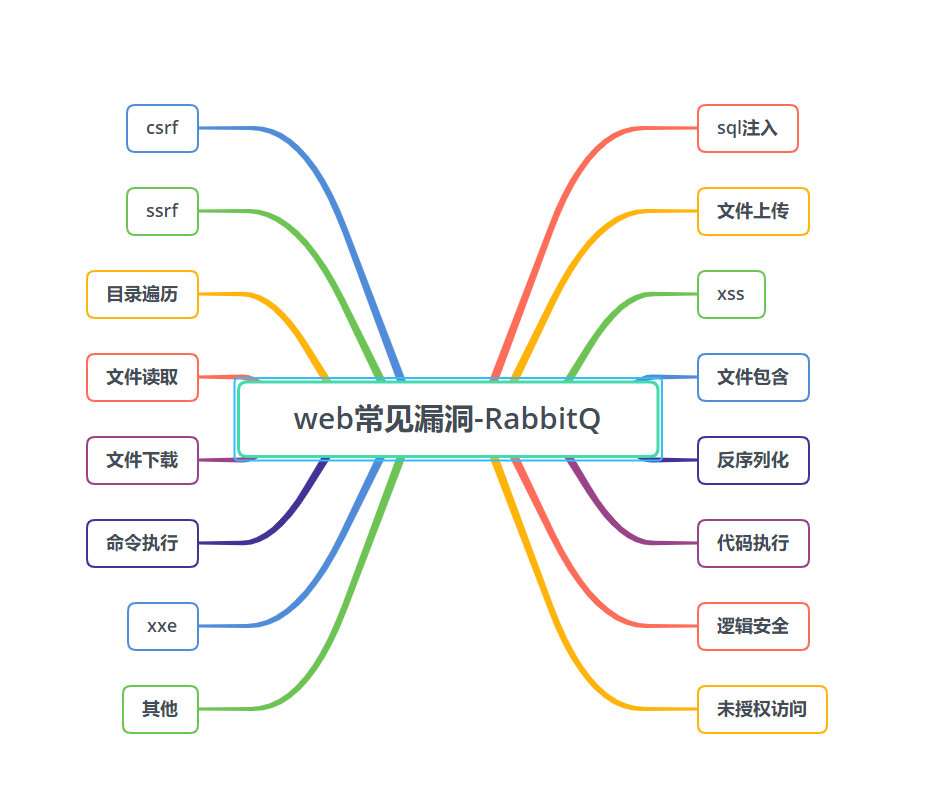 web常见漏洞-RabbitQ
sql注入
文件上传
xss
文件包含
反序列化
代码执行
逻辑安全
未授权访问
csrf
ssrf
目录遍历
文件读取
文件下载
命令执行
xxe
其他